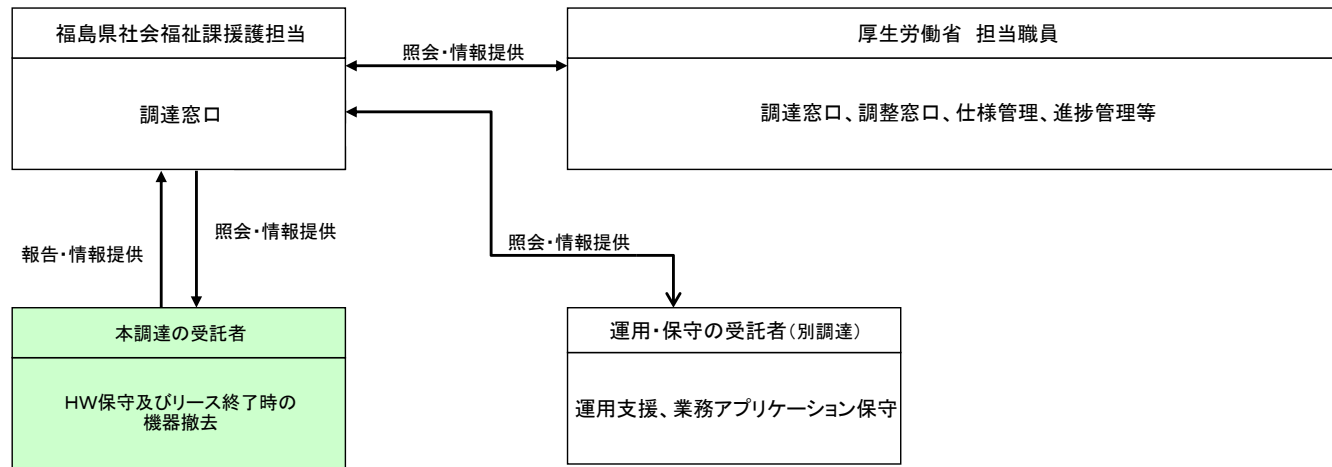 福島県社会福祉課援護担当
調達窓口
照会・情報提供
厚生労働省　担当職員
調達窓口、調整窓口、仕様管理、進捗管理等
報告・情報提供
照会・情報提供
照会・情報提供
本調達の受託者
HW保守及びリース終了時の
機器撤去
運用・保守の受託者（別調達）
運用支援、業務アプリケーション保守